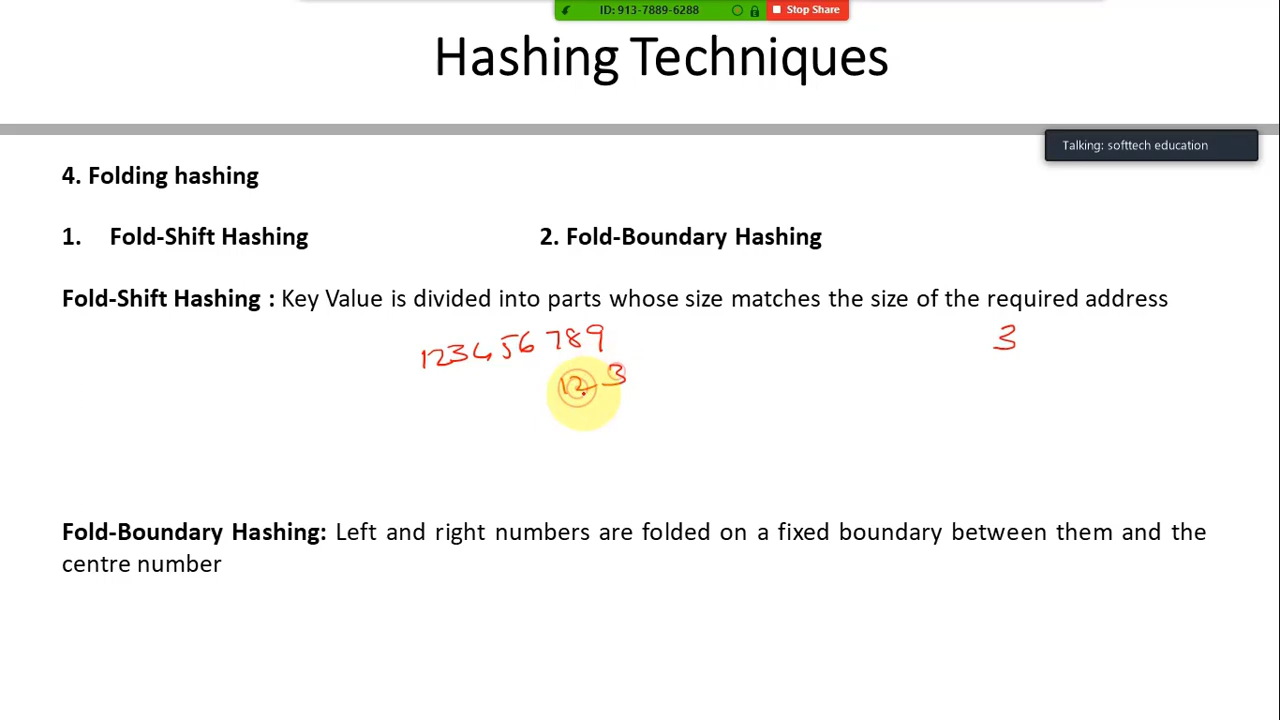 ID: 913-7889-6288 Stop Share
Hashing Techniques
Talking: softtech education
4. Folding hashing
1. Fold-Shift Hashing 2. Fold-Boundary Hashing
Fold-Shift Hashing : Key Value is divided into parts whose size matches the size of the required address
123456789 3
123
Fold-Boundary Hashing: Left and right numbers are folded on a fixed boundary between them and the
centre number